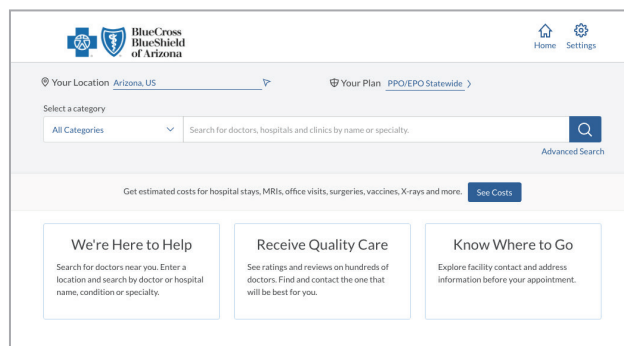 BlueCross
BlueShield
of Arizona
Home
Settings
Your Location Arizona, US
Your Plan PPO/EPO Statewide
Select a category
All Categories
Search for doctors, hospitals and clinics by name or specialty.
Advanced Search
Get estimated costs for hospital stays, MRIs, office visits, surgeries, vaccines, X-rays and more.
See Costs
We're Here to Help
Search for doctors near you. Enter a
location and search by doctor or hospital
name, condition or specialty.
Receive Quality Care
See ratings and reviews on hundreds of
doctors. Find and contact the one that
will be best for you.
Know Where to Go
Explore facility contact and address
information before your appointment.